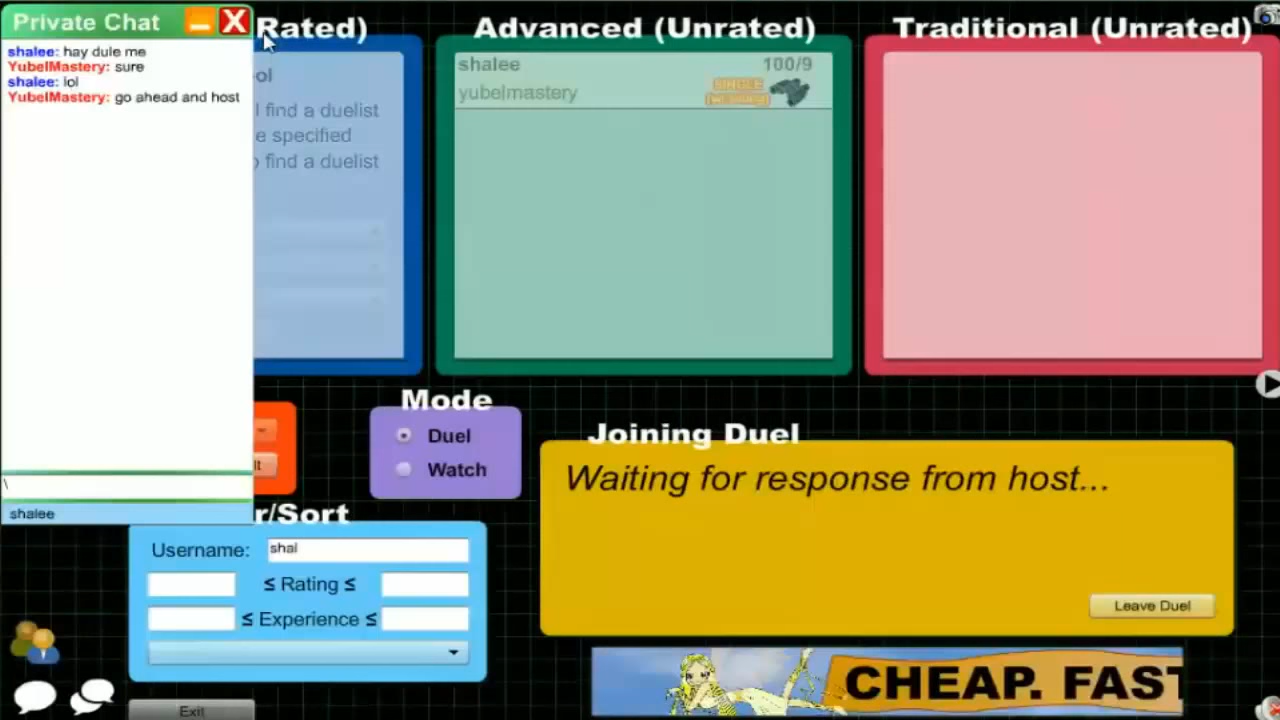 Private Chat
shalee: hay dule me
YubelMastery: sure
shalee: lol
YubelMastery: go ahead and host
\
shalee
Rated)
ol
l find a duelist
e specified
o find a duelist
Advanced (Unrated)
shalee 100/9
yubelmastery
SINGLE
Traditional (Unrated)
Mode
Duel
Watch
Joining Duel
Waiting for response from host...
Leave Duel
r/Sort
Username: shal
≤ Rating ≤
≤ Experience ≤
Exit
CHEAP. FAST